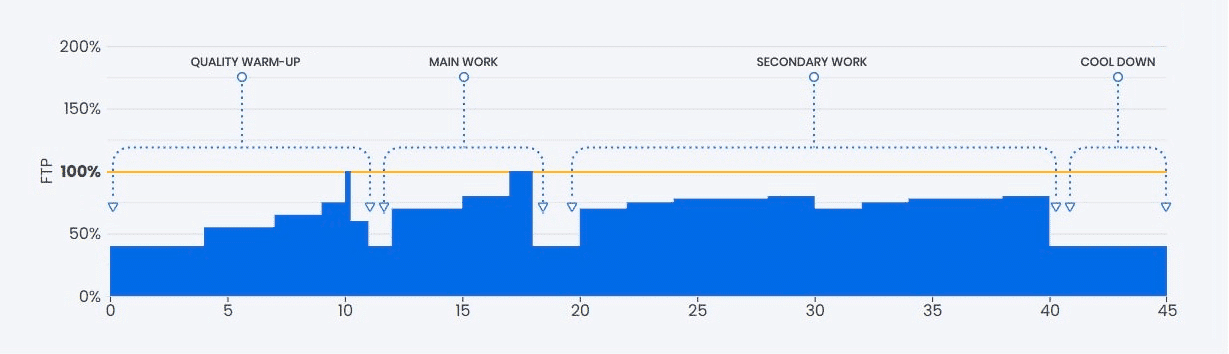 200%
QUALITY WARM-UP MAIN WORK SECONDARY WORK COOL DOWN
150%
FTP
100%
50%
0%
0 5 10 15 20 25 30 35 40 45